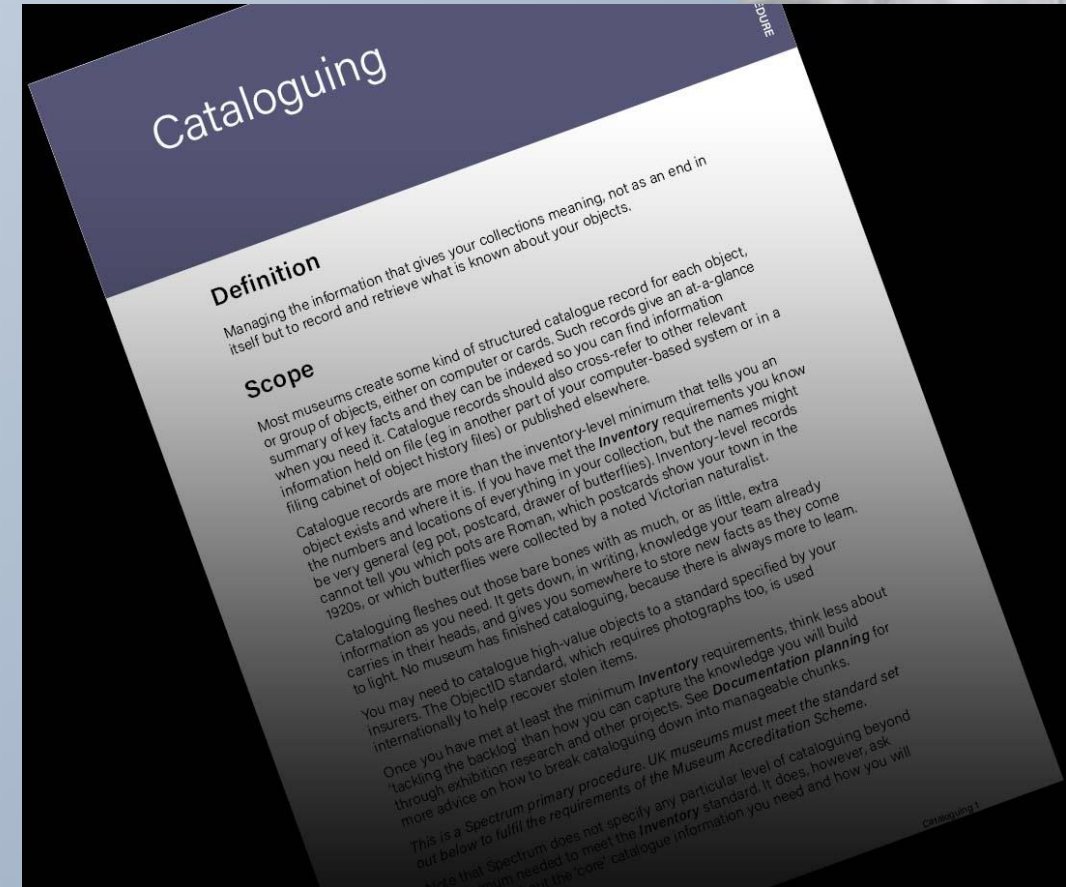 EDURE
Cataloguing
Definition
Managing the information that gives your collections meaning, not as an end in
itself but to record and retrieve what is known about your objects.
Scope
Most museums create some kind of structured catalogue record for each object,
or group of objects, either on computer or cards. Such records give an at-a-glance
summary of key facts and they can be indexed so you can find information
when you need it. Catalogue records should also cross-refer to other relevant
information held on file (eg in another part of your computer-based system or in a
filing cabinet of object history files) or published elsewhere.
Catalogue records are more than the inventory-level minimum that tells you an
object exists and where it is. If you have met the Inventory requirements you know
the numbers and locations of everything in your collection, but the names might
be very general (eg pot, postcard, drawer of butterflies). Inventory-level records
cannot tell you which pots are Roman, which postcards show your town in the
1920s, or which butterflies were collected by a noted Victorian naturalist.
Cataloguing fleshes out those bare bones with as much, or as little, extra
information as you need. It gets down, in writing, knowledge your team already
carries in their heads, and gives you somewhere to store new facts as they come
to light. No museum has finished cataloguing, because there is always more to learn.
You may need to catalogue high-value objects to a standard specified by your
insurers. The ObjectID standard, which requires photographs too, is used
internationally to help recover stolen items.
Once you have met at least the minimum Inventory requirements, think less about
'tackling the backlog' than how you can capture the knowledge you will build
through exhibition research and other projects. See Documentation planning for
more advice on how to break cataloguing down into manageable chunks.
This is a Spectrum primary procedure. UK museums must meet the standard set
out below to fulfil the requirements of the Museum Accreditation Scheme.
Note that Spectrum does not specify any particular level of cataloguing beyond
needed to meet the Inventory standard. It does, however, ask
the 'core' catalogue information you need and how you will
Cataloguing 1